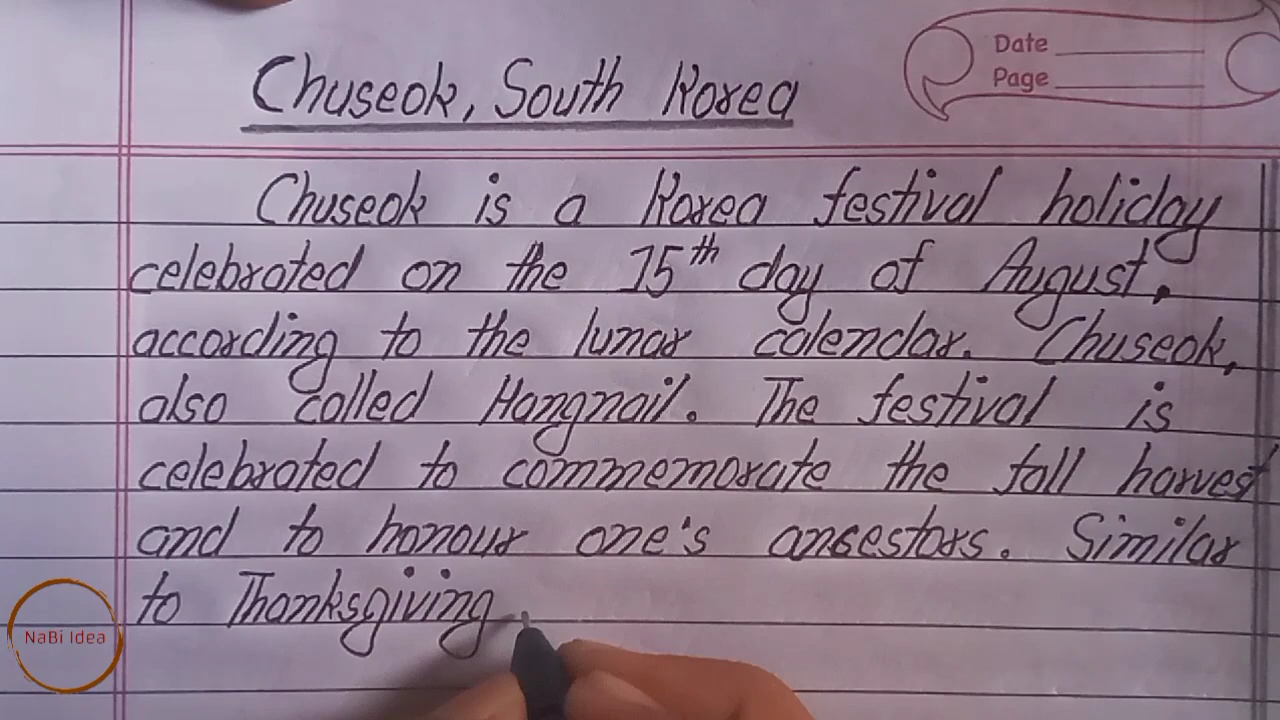 Date
Page
Chuseok, South Korea
Chuseok is a Korea festival holiday
celebrated on the 15th day of August.
according to the lunar calendar. Chuseok,
also called Hangnail. The festival is
celebrated to commemorate the fall harvest
and to honour one's ancestors. Similar
to Thanksgiving
NaBi Idea